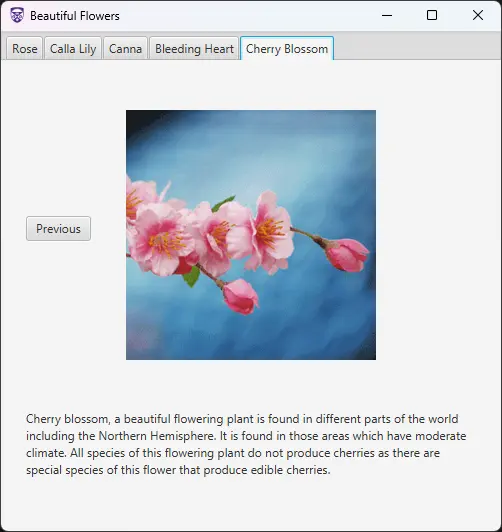 Beautiful Flowers
Rose Calla Lily Canna Bleeding Heart Cherry Blossom
Previous
Cherry blossom, a beautiful flowering plant is found in different parts of the world
including the Northern Hemisphere. It is found in those areas which have moderate
climate. All species of this flowering plant do not produce cherries as there are
special species of this flower that produce edible cherries.